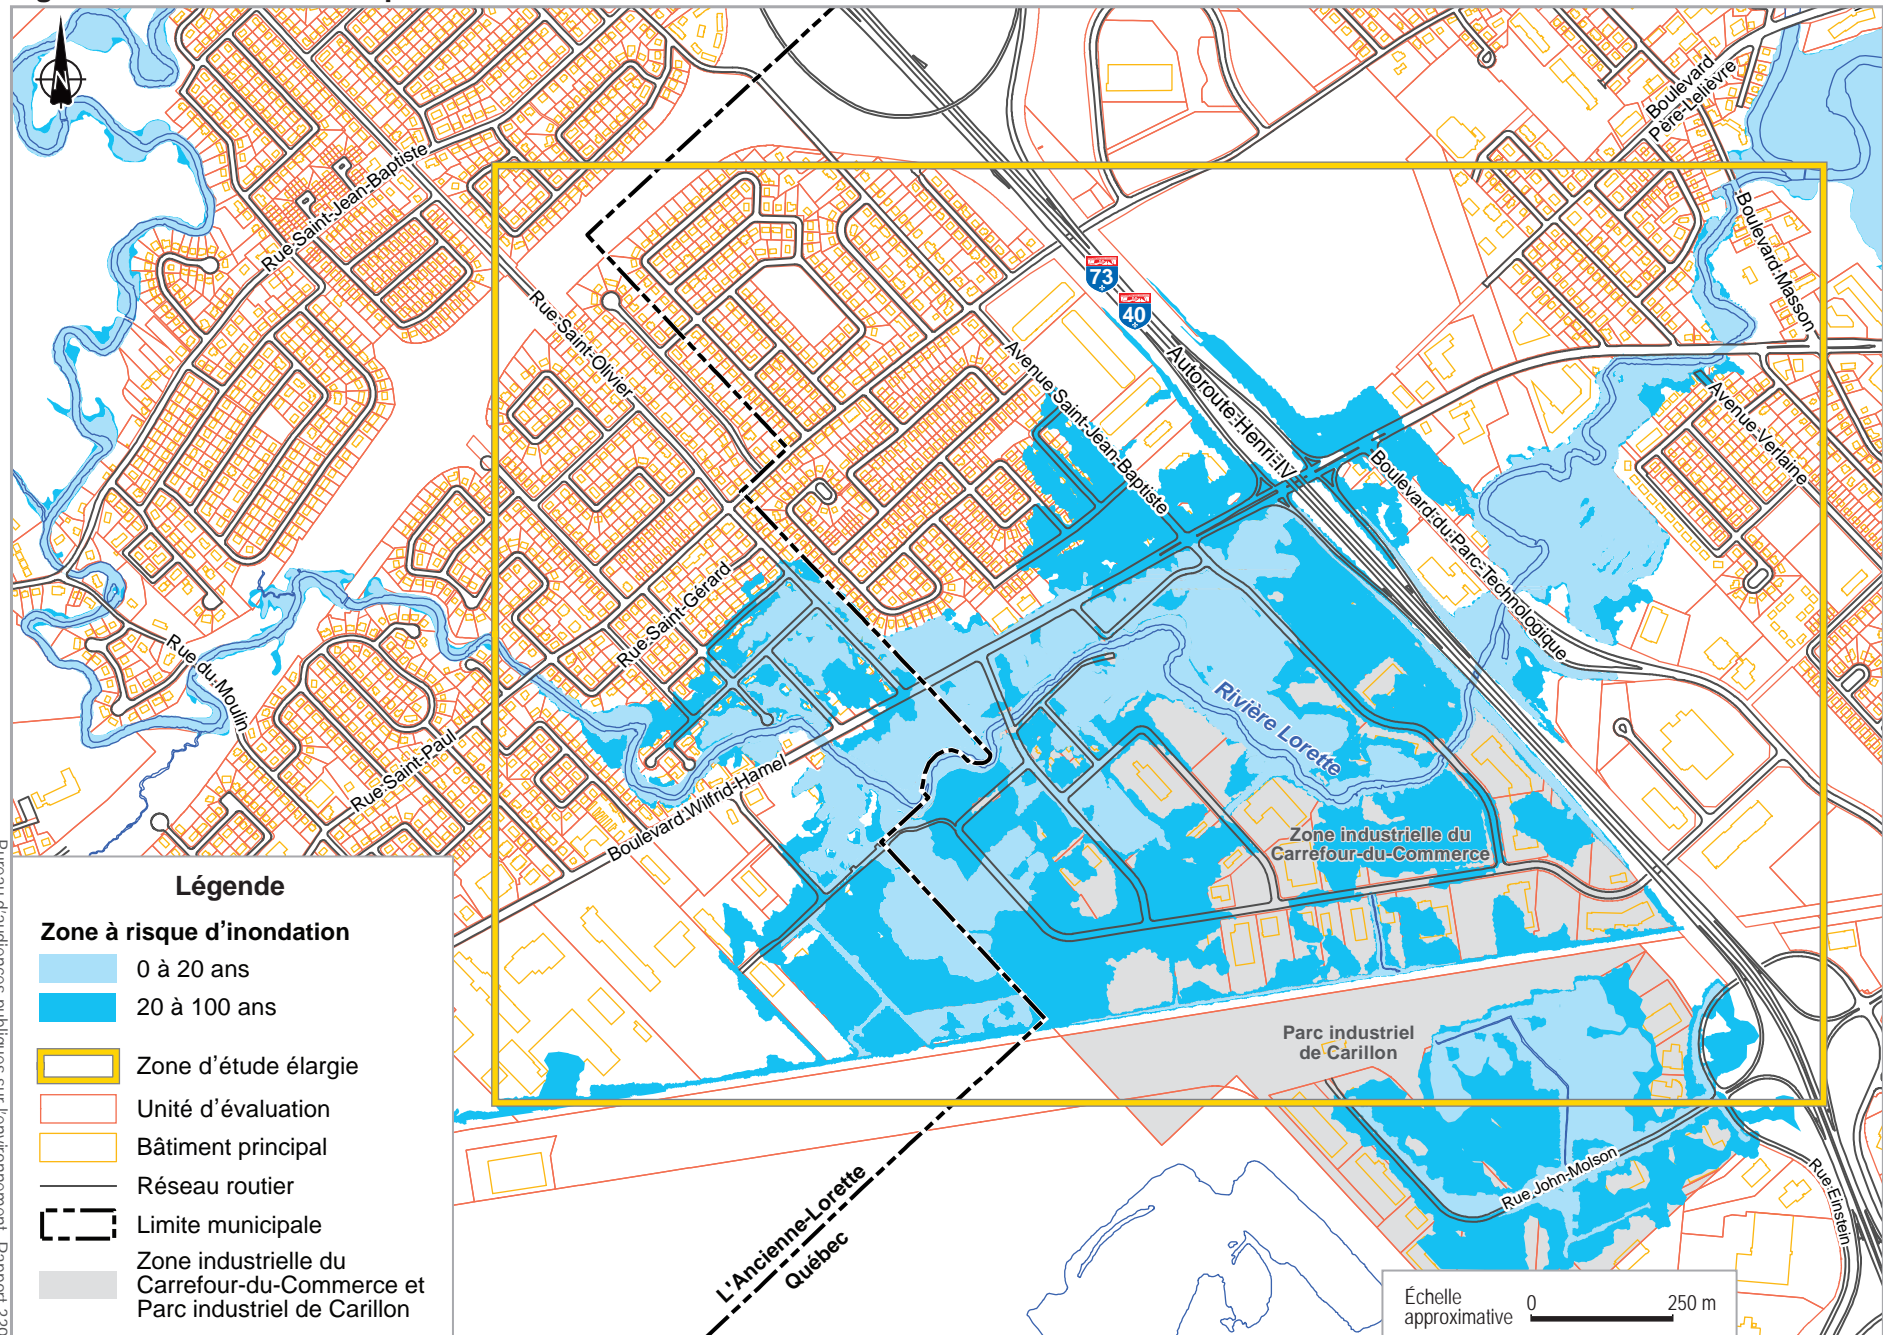 N
Boulevard
Père-Lelièvre
Rue Saint-Jean-Baptiste
Boulevard Masson
73
40
Rue Saint-Olivier
Avenue Saint-Jean-Baptiste
Autoroute Henri-IV
Avenue Verlaine
Boulevard du Parc-Technologique
Rue Saint-Gérard
Rue du Moulin
Rivière Lorette
Rue Saint-Paul
Boulevard Wilfrid-Hamel
Zone industrielle du
Carrefour-du-Commerce
Parc industriel
de Carillon
Rue John-Molson
Rue Einstein
L'Ancienne-Lorette
Québec
Légende
Zone à risque d'inondation
0 à 20 ans
20 à 100 ans
Zone d'étude élargie
Unité d'évaluation
Bâtiment principal
Réseau routier
Limite municipale
Zone industrielle du
Carrefour-du-Commerce et
Parc industriel de Carillon
Échelle
approximative
0 250 m